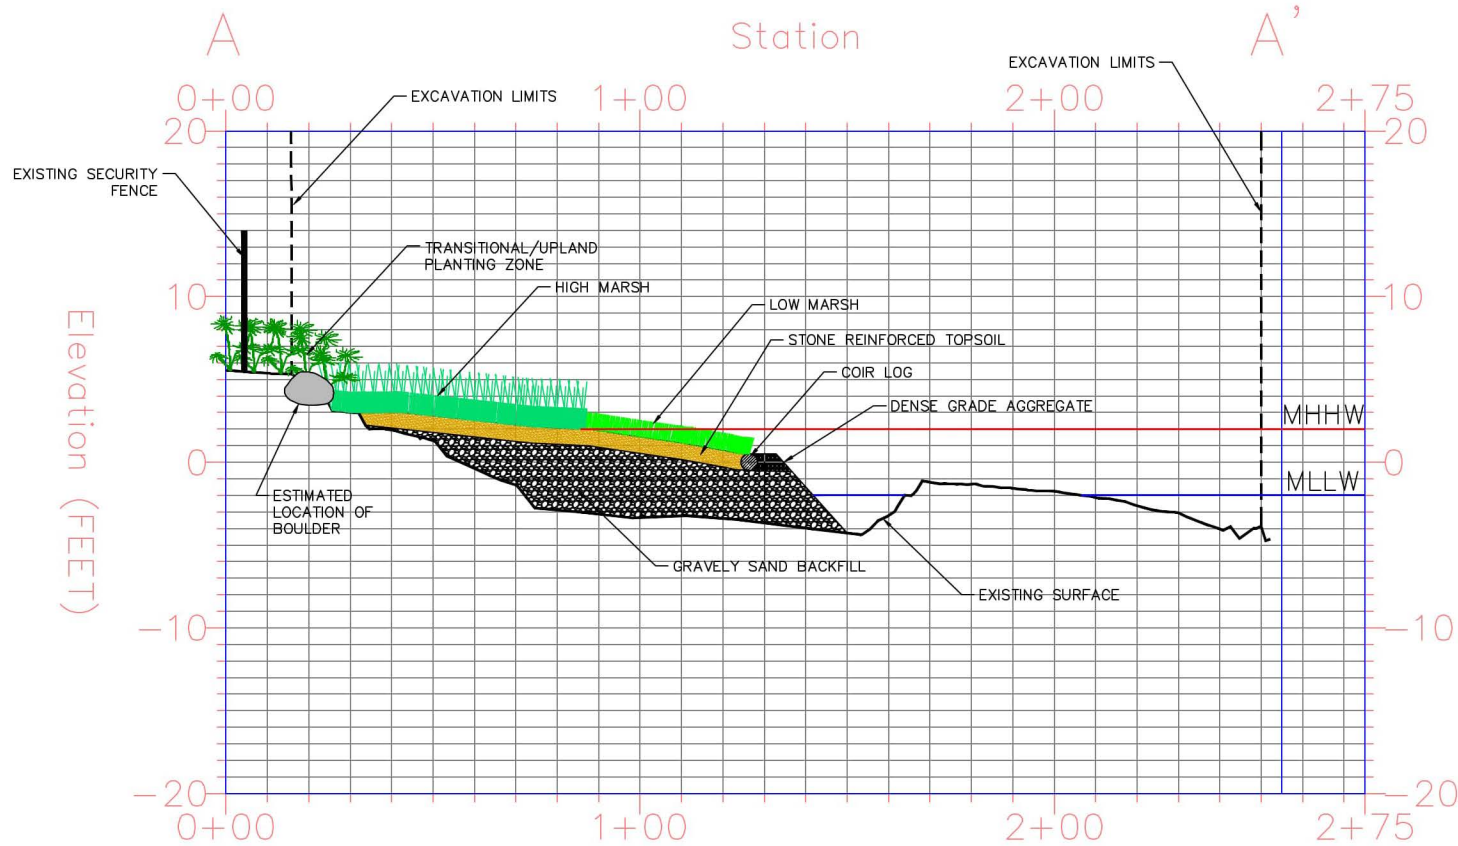 A
Station
A'
EXCAVATION LIMITS
0+00
EXCAVATION LIMITS
1+00
2+00
2+75
20
20
EXISTING SECURITY
FENCE
TRANSITIONAL/UPLAND
PLANTING ZONE
HIGH MARSH
10
10
LOW MARSH
STONE REINFORCED TOPSOIL
COIR LOG
DENSE GRADE AGGREGATE
MHHW
Elevation (FEET)
0
0
MLLW
ESTIMATED
LOCATION OF
BOULDER
GRAVELY SAND BACKFILL
EXISTING SURFACE
-10
-10
-20
-20
0+00
1+00
2+00
2+75